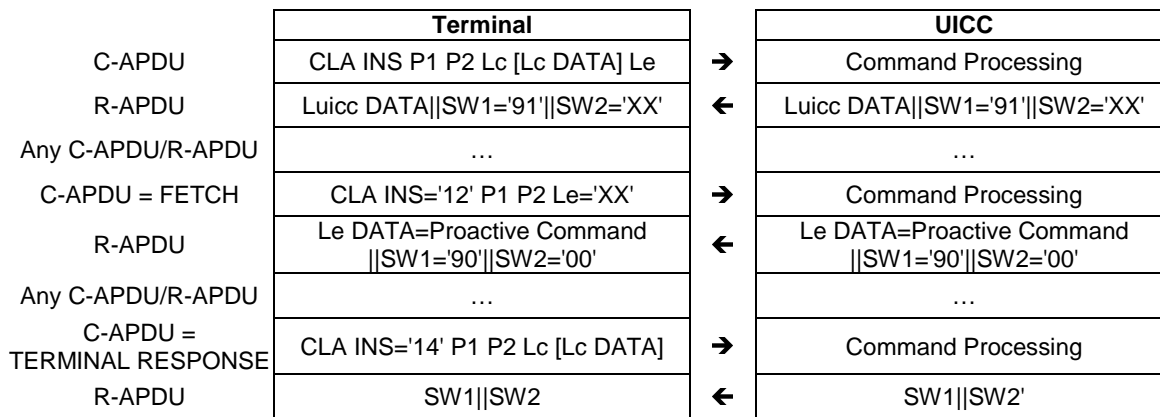 Terminal UICC
C-APDU CLA INS P1 P2 Lc [Lc DATA] Le → Command Processing
R-APDU Luicc DATA||SW1='91'||SW2='XX' ← Luicc DATA||SW1='91'||SW2='XX'
Any C-APDU/R-APDU … …
C-APDU = FETCH CLA INS='12' P1 P2 Le='XX' → Command Processing
R-APDU Le DATA=Proactive Command ← Le DATA=Proactive Command
||SW1='90'||SW2='00' ||SW1='90'||SW2='00'
Any C-APDU/R-APDU … …
C-APDU =
TERMINAL RESPONSE CLA INS='14' P1 P2 Lc [Lc DATA] → Command Processing
R-APDU SW1||SW2 ← SW1||SW2'